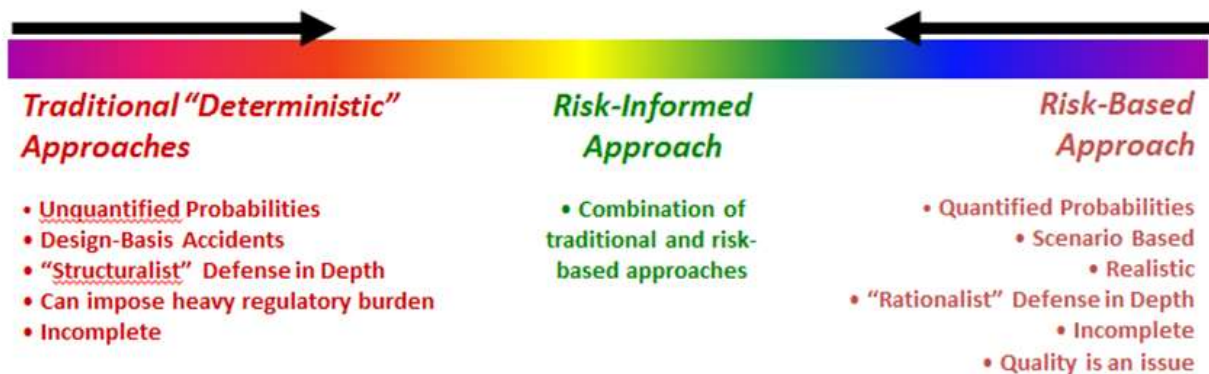 Traditional “Deterministic”
Approaches
• Unquantified Probabilities
• Design-Basis Accidents
• “Structuralist” Defense in Depth
• Can impose heavy regulatory burden
• Incomplete
Risk-Informed
Approach
• Combination of
traditional and risk-
based approaches
Risk-Based
Approach
• Quantified Probabilities
• Scenario Based
• Realistic
• “Rationalist” Defense in Depth
• Incomplete
• Quality is an issue